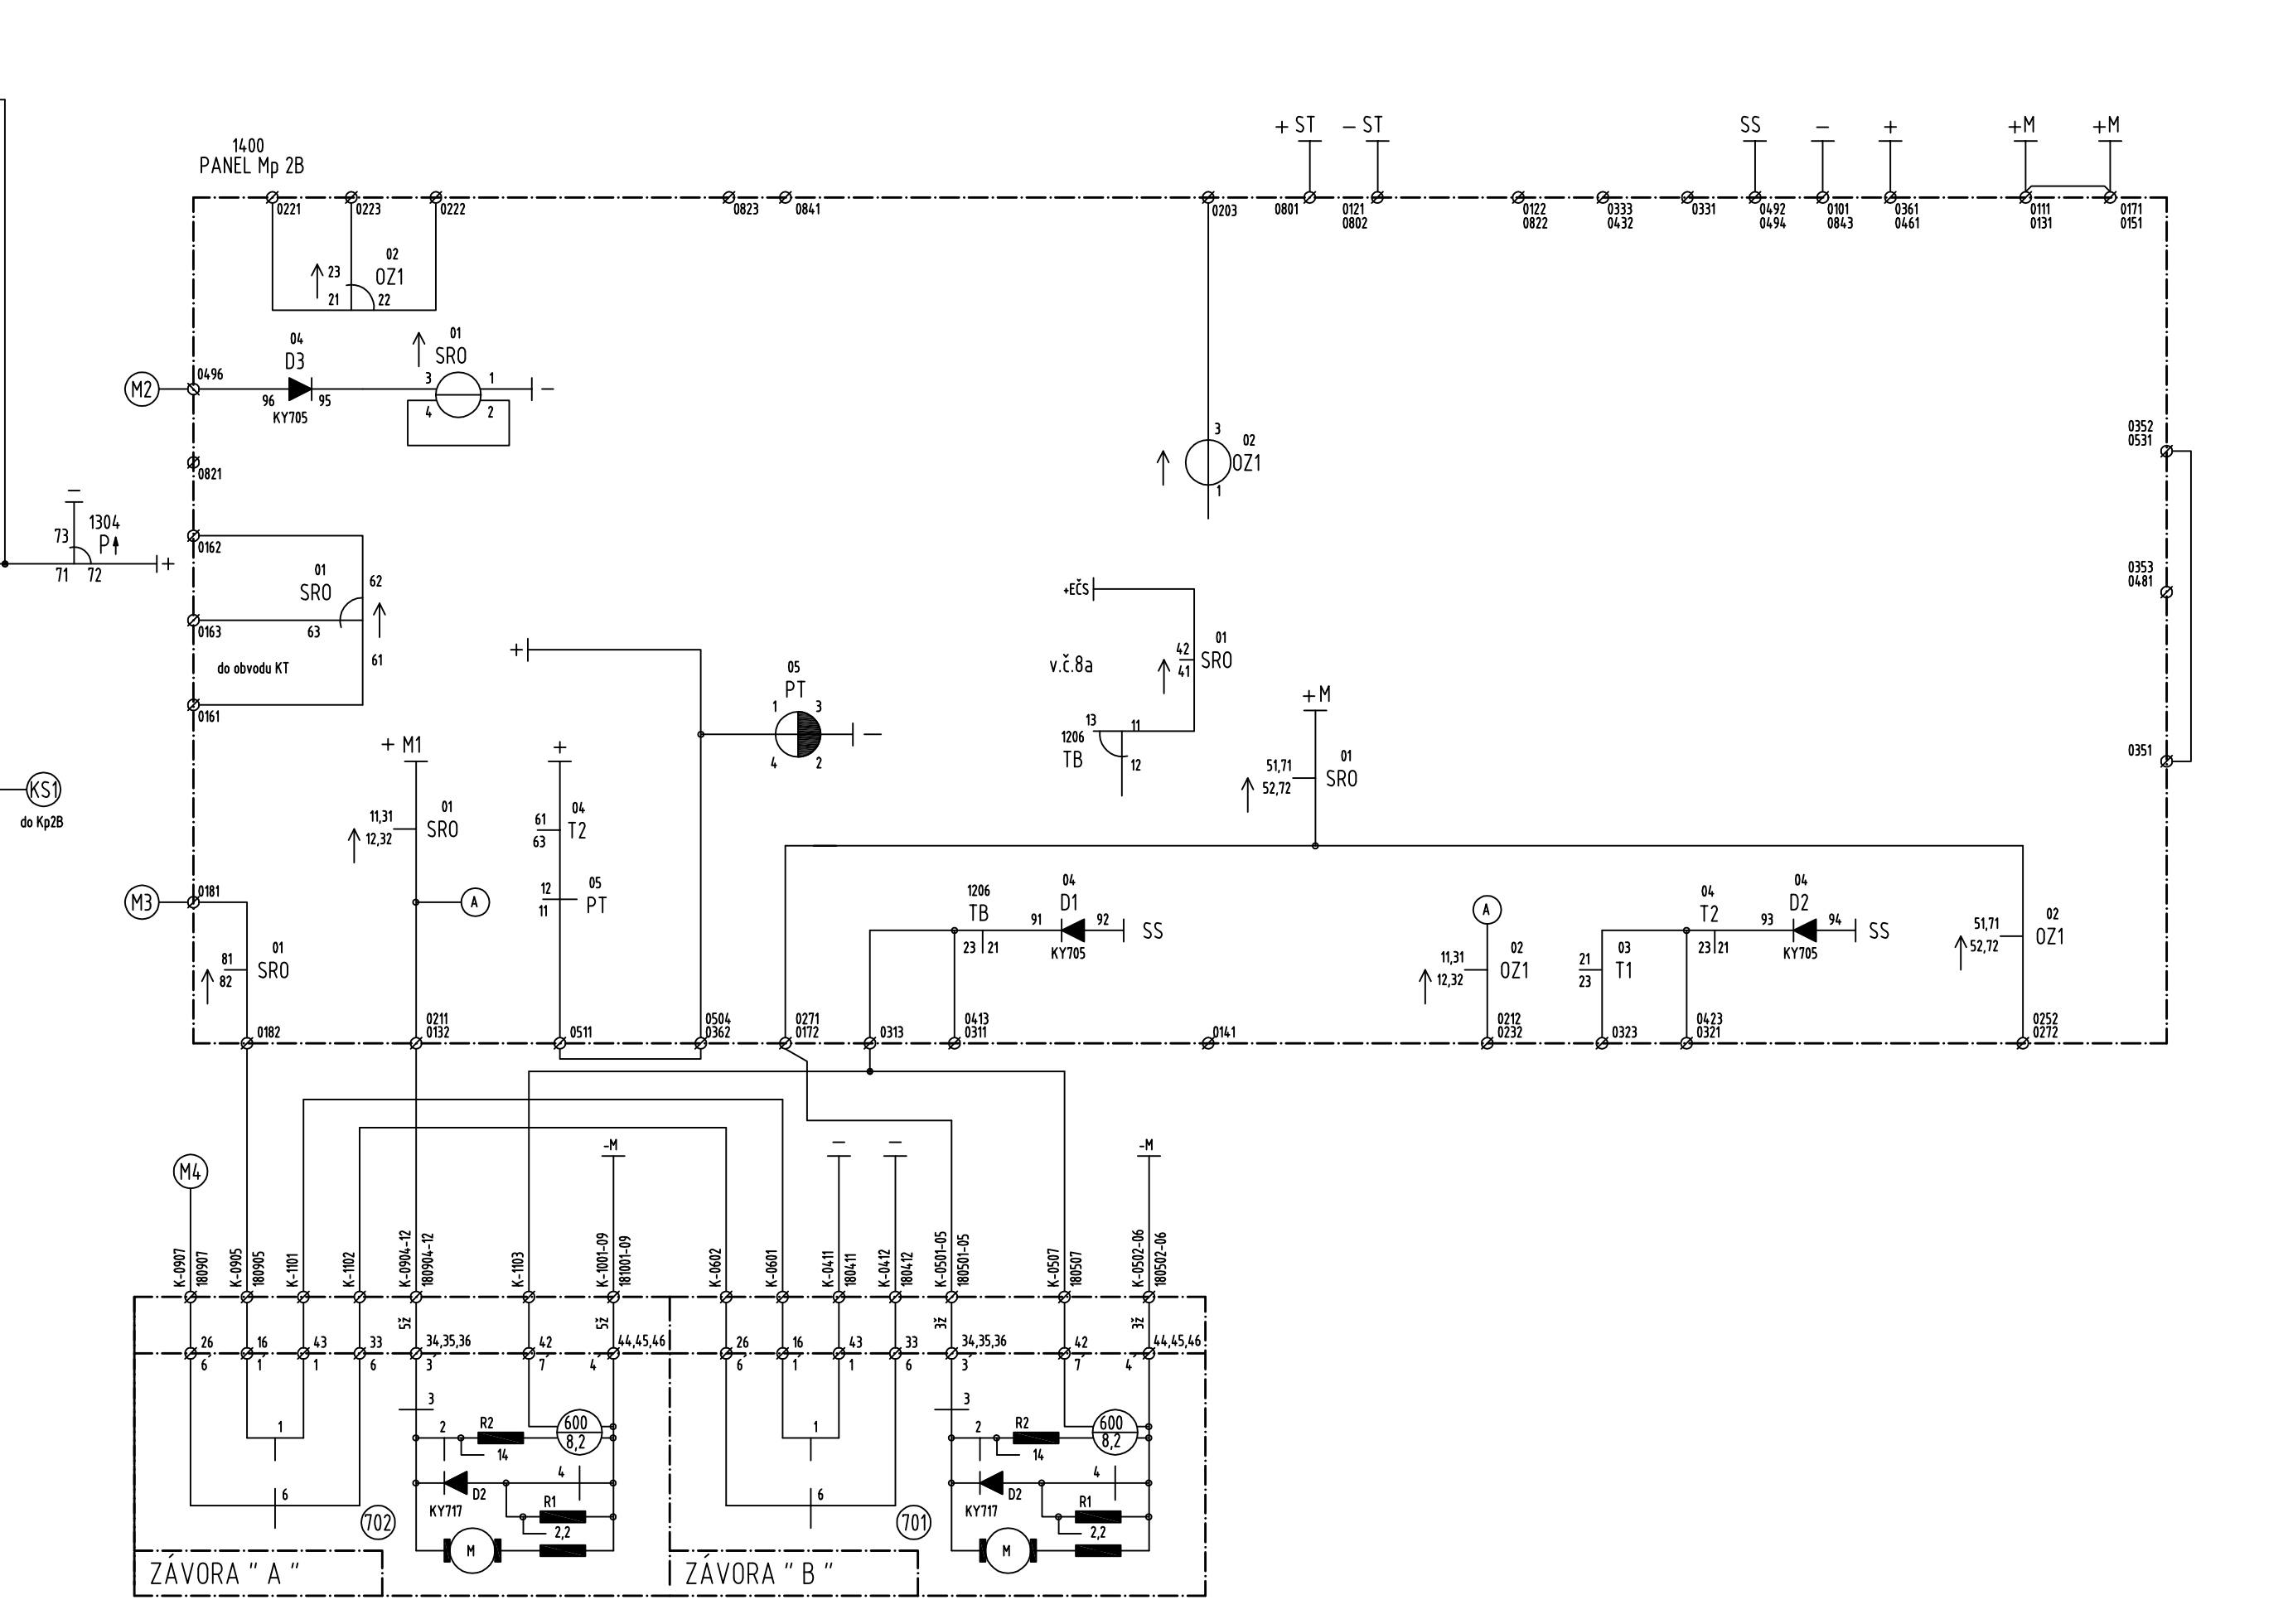 + ST
− ST
SS
−
+
+M
+M
1400
PANEL Mp 2B
0221
0223
0222
0823
0841
0203
0801
0121
0802
0122
0822
0333
0432
0331
0492
0494
0101
0843
0361
0461
0111
0131
0171
0151
02
OZ1
23
21
22
04
D3
01
SRO
M2
0496
96
95
KY705
3
1
4
2
−
0821
3
02
OZ1
1
0352
0531
−
1304
73
P
71
72
+
0162
01
SRO
62
0163
63
61
do obvodu KT
0161
+EČS
42
41
01
SRO
v.č.8a
13
11
1206
TB
12
0353
0481
0351
+
05
PT
1
3
4
2
−
+M
51,71
52,72
01
SRO
KS1
do Kp2B
+ M1
11,31
12,32
01
SRO
A
+
61
63
04
T2
12
11
05
PT
M3
0181
81
82
01
SRO
1206
TB
23
21
91
04
D1
92
KY705
SS
A
11,31
12,32
02
OZ1
21
23
03
T1
04
T2
23
21
93
04
D2
94
KY705
SS
51,71
52,72
02
OZ1
0182
0211
0132
0511
0504
0362
0271
0172
0313
0413
0311
0141
0212
0232
0323
0423
0321
0252
0272
M4
-M
−
−
-M
K-0907
180907
K-0905
180905
K-1101
K-1102
K-0904-12
180904-12
K-1103
K-1001-09
181001-09
K-0602
K-0601
K-0411
180411
K-0412
180412
K-0501-05
180501-05
K-0507
180507
K-0502-06
180502-06
5ž
5ž
3ž
3ž
26
16
43
33
34,35,36
42
44,45,46
26
16
43
33
34,35,36
42
44,45,46
6´
1´
1
6
3´
7´
4´
6´
1´
1
6
3´
7´
4´
1
6
3
2
R2
14
600
8,2
4
D2
KY717
R1
2,2
M
702
ZÁVORA " A "
1
6
3
2
R2
14
600
8,2
4
D2
KY717
R1
2,2
M
701
ZÁVORA " B "